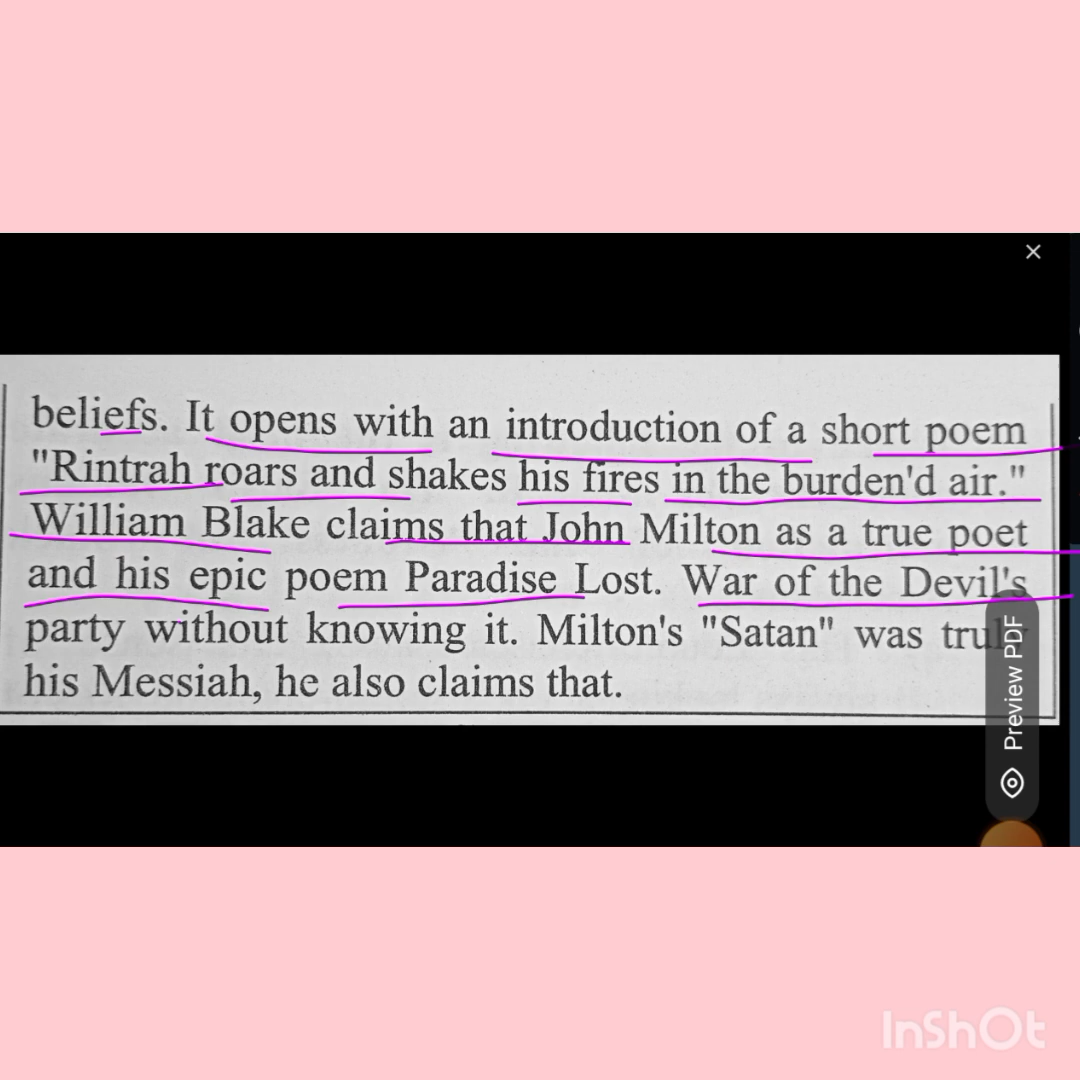 beliefs. It opens with an introduction of a short poem
"Rintrah roars and shakes his fires in the burden'd air."
William Blake claims that John Milton as a true poet
and his epic poem Paradise Lost. War of the Devil's
party without knowing it. Milton's "Satan" was truly
his Messiah, he also claims that.
Preview PDF
InShOt